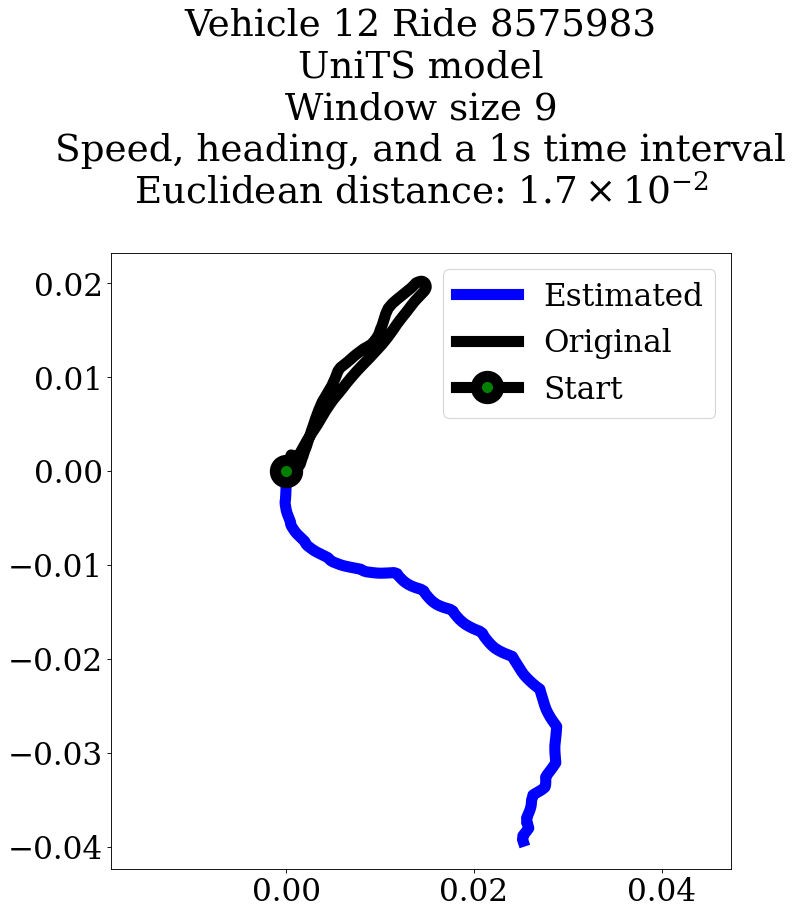 Vehicle 12 Ride 8575983
UniTS model
Window size 9
Speed, heading, and a 1s time interval
Euclidean distance: 1.7 × 10⁻²
0.02
0.01
0.00
−0.01
−0.02
−0.03
−0.04
Estimated
Original
Start
0.00 0.02 0.04